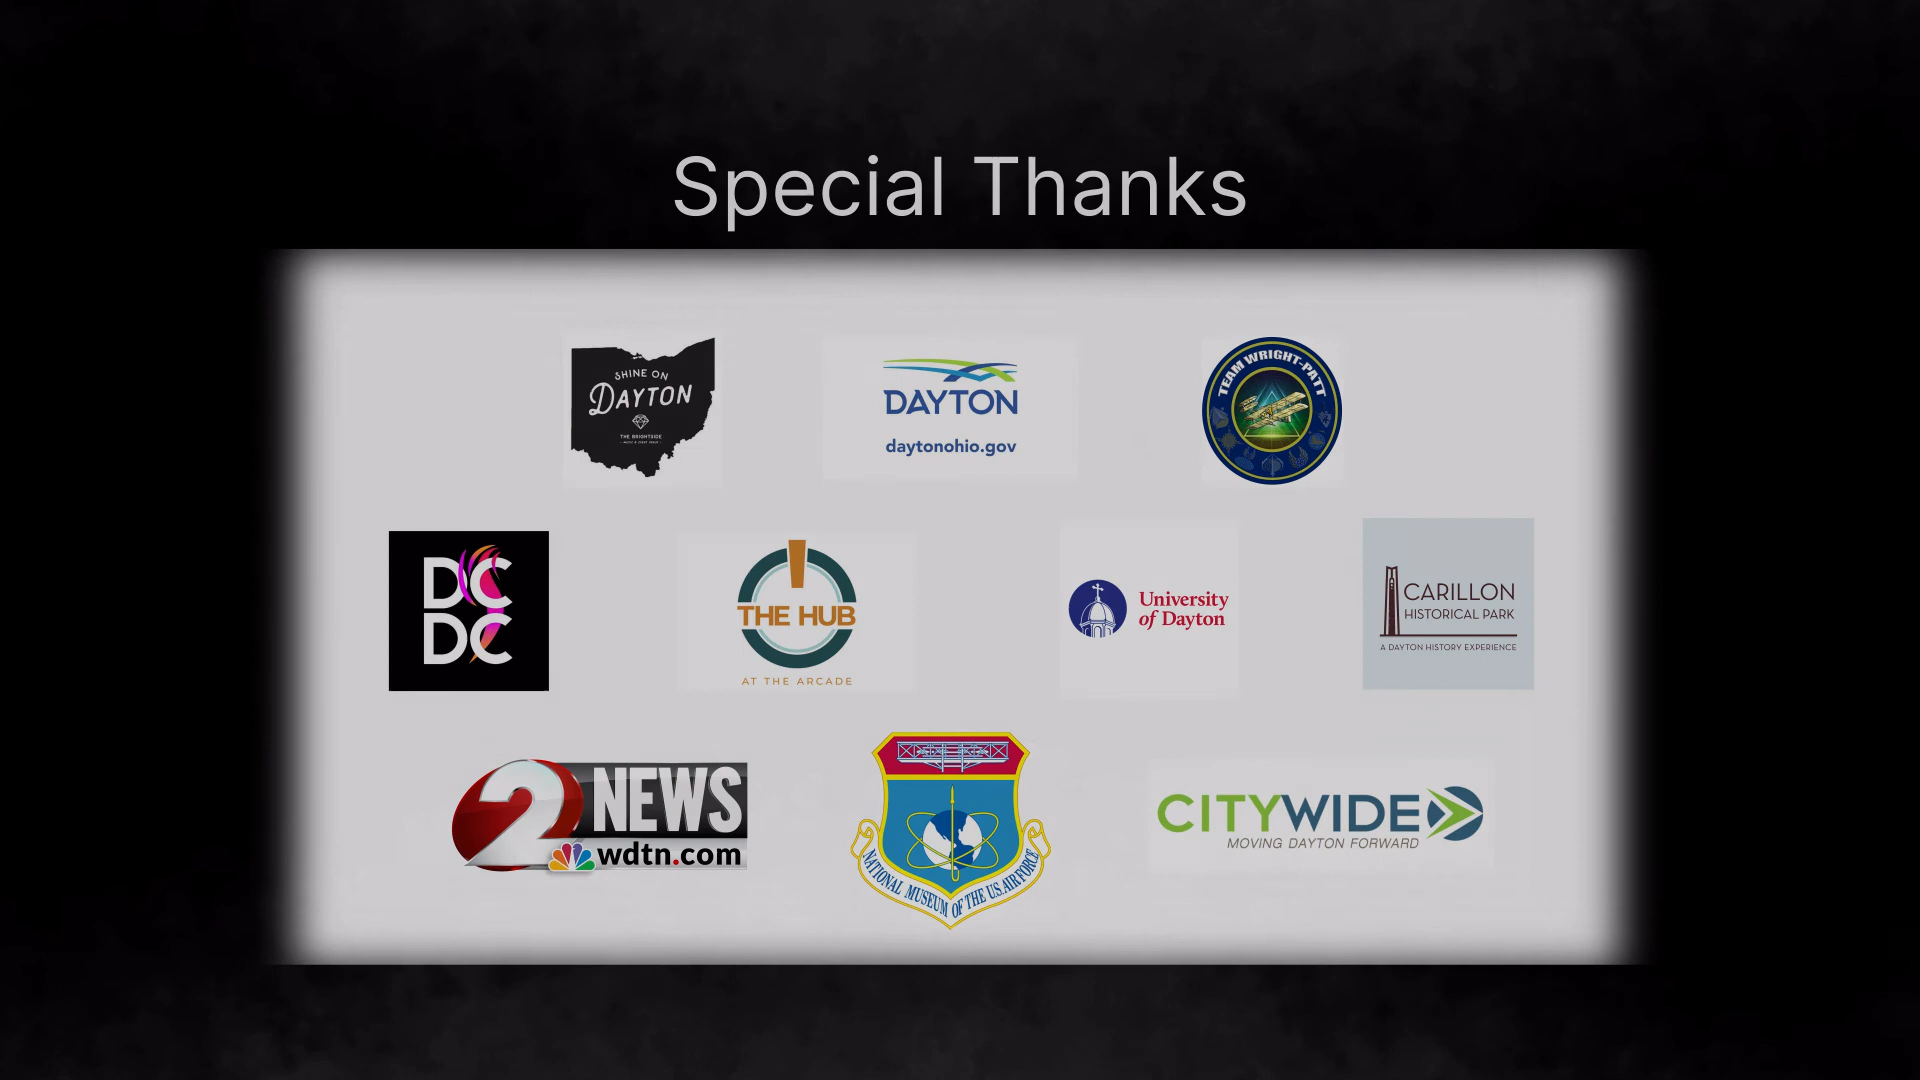 Special Thanks
SHINE ON
DAYTON
THE BRIGHTSIDE
DAYTON
daytonohio.gov
TEAM WRIGHT-PATT
DC
DC
THE HUB
AT THE ARCADE
University
of Dayton
CARILLON
HISTORICAL PARK
A DAYTON HISTORY EXPERIENCE
2 NEWS
wdtn.com
NATIONAL MUSEUM OF THE U.S. AIR FORCE
CITYWIDE
MOVING DAYTON FORWARD